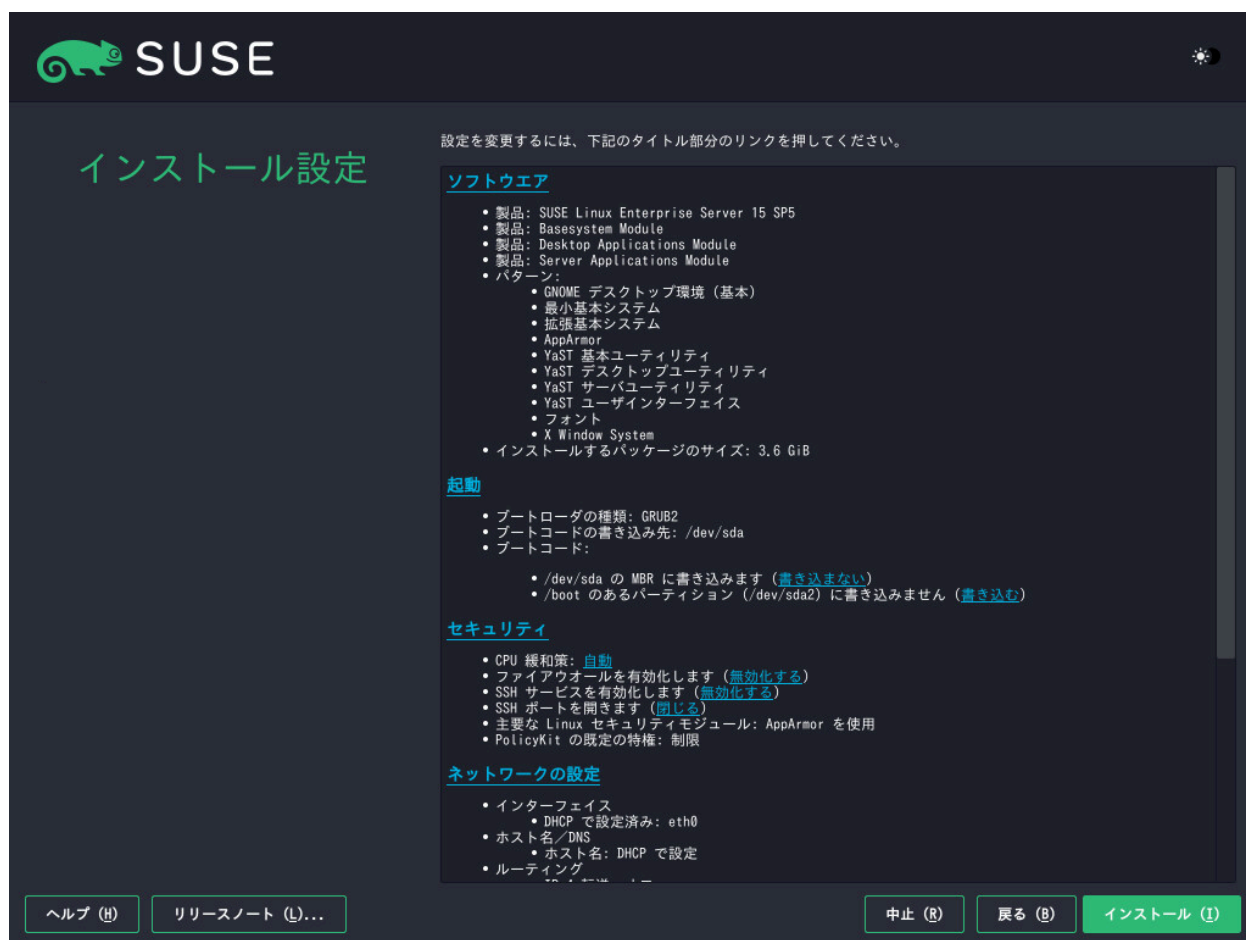 SUSE
インストール設定
設定を変更するには、下記のタイトル部分のリンクを押してください。
ソフトウエア
• 製品: SUSE Linux Enterprise Server 15 SP5
• 製品: Basesystem Module
• 製品: Desktop Applications Module
• 製品: Server Applications Module
• パターン:
• GNOME デスクトップ環境 (基本)
• 最小基本システム
• 拡張基本システム
• AppArmor
• YaST 基本ユーティリティ
• YaST デスクトップユーティリティ
• YaST サーバユーティリティ
• YaST ユーザインターフェイス
• フォント
• X Window System
• インストールするパッケージのサイズ: 3.6 GiB
起動
• ブートローダの種類: GRUB2
• ブートコードの書き込み先: /dev/sda
• ブートコード:
• /dev/sda の MBR に書き込みます (書き込まない)
• /boot のあるパーティション (/dev/sda2) に書き込みません (書き込む)
セキュリティ
• CPU 緩和策: 自動
• ファイアウオールを有効化します (無効化する)
• SSH サービスを有効化します (無効化する)
• SSH ポートを開きます (閉じる)
• 主要な Linux セキュリティモジュール: AppArmor を使用
• PolicyKit の既定の特権: 制限
ネットワークの設定
• インターフェイス
• DHCP で設定済み: eth0
• ホスト名/DNS
• ホスト名: DHCP で設定
• ルーティング
ヘルプ (H)
リリースノート (L)...
中止 (R)
戻る (B)
インストール (I)